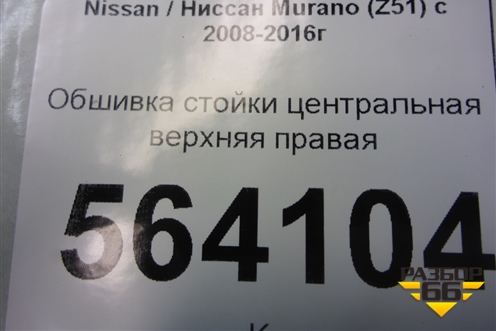 Nissan / Ниссан Murano (Z51) с
2008-2016г
Обшивка стойки центральная
верхняя правая
564104
РАЗБОР
66